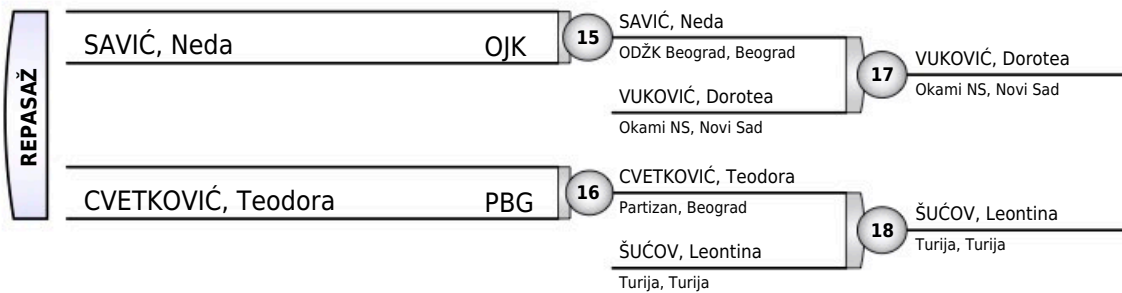 REPASAŽ
SAVIĆ, Neda OJK
15
SAVIĆ, Neda
ODŽK Beograd, Beograd
VUKOVIĆ, Dorotea
Okami NS, Novi Sad
17
VUKOVIĆ, Dorotea
Okami NS, Novi Sad
CVETKOVIĆ, Teodora PBG
16
CVETKOVIĆ, Teodora
Partizan, Beograd
ŠUĆOV, Leontina
Turija, Turija
18
ŠUĆOV, Leontina
Turija, Turija